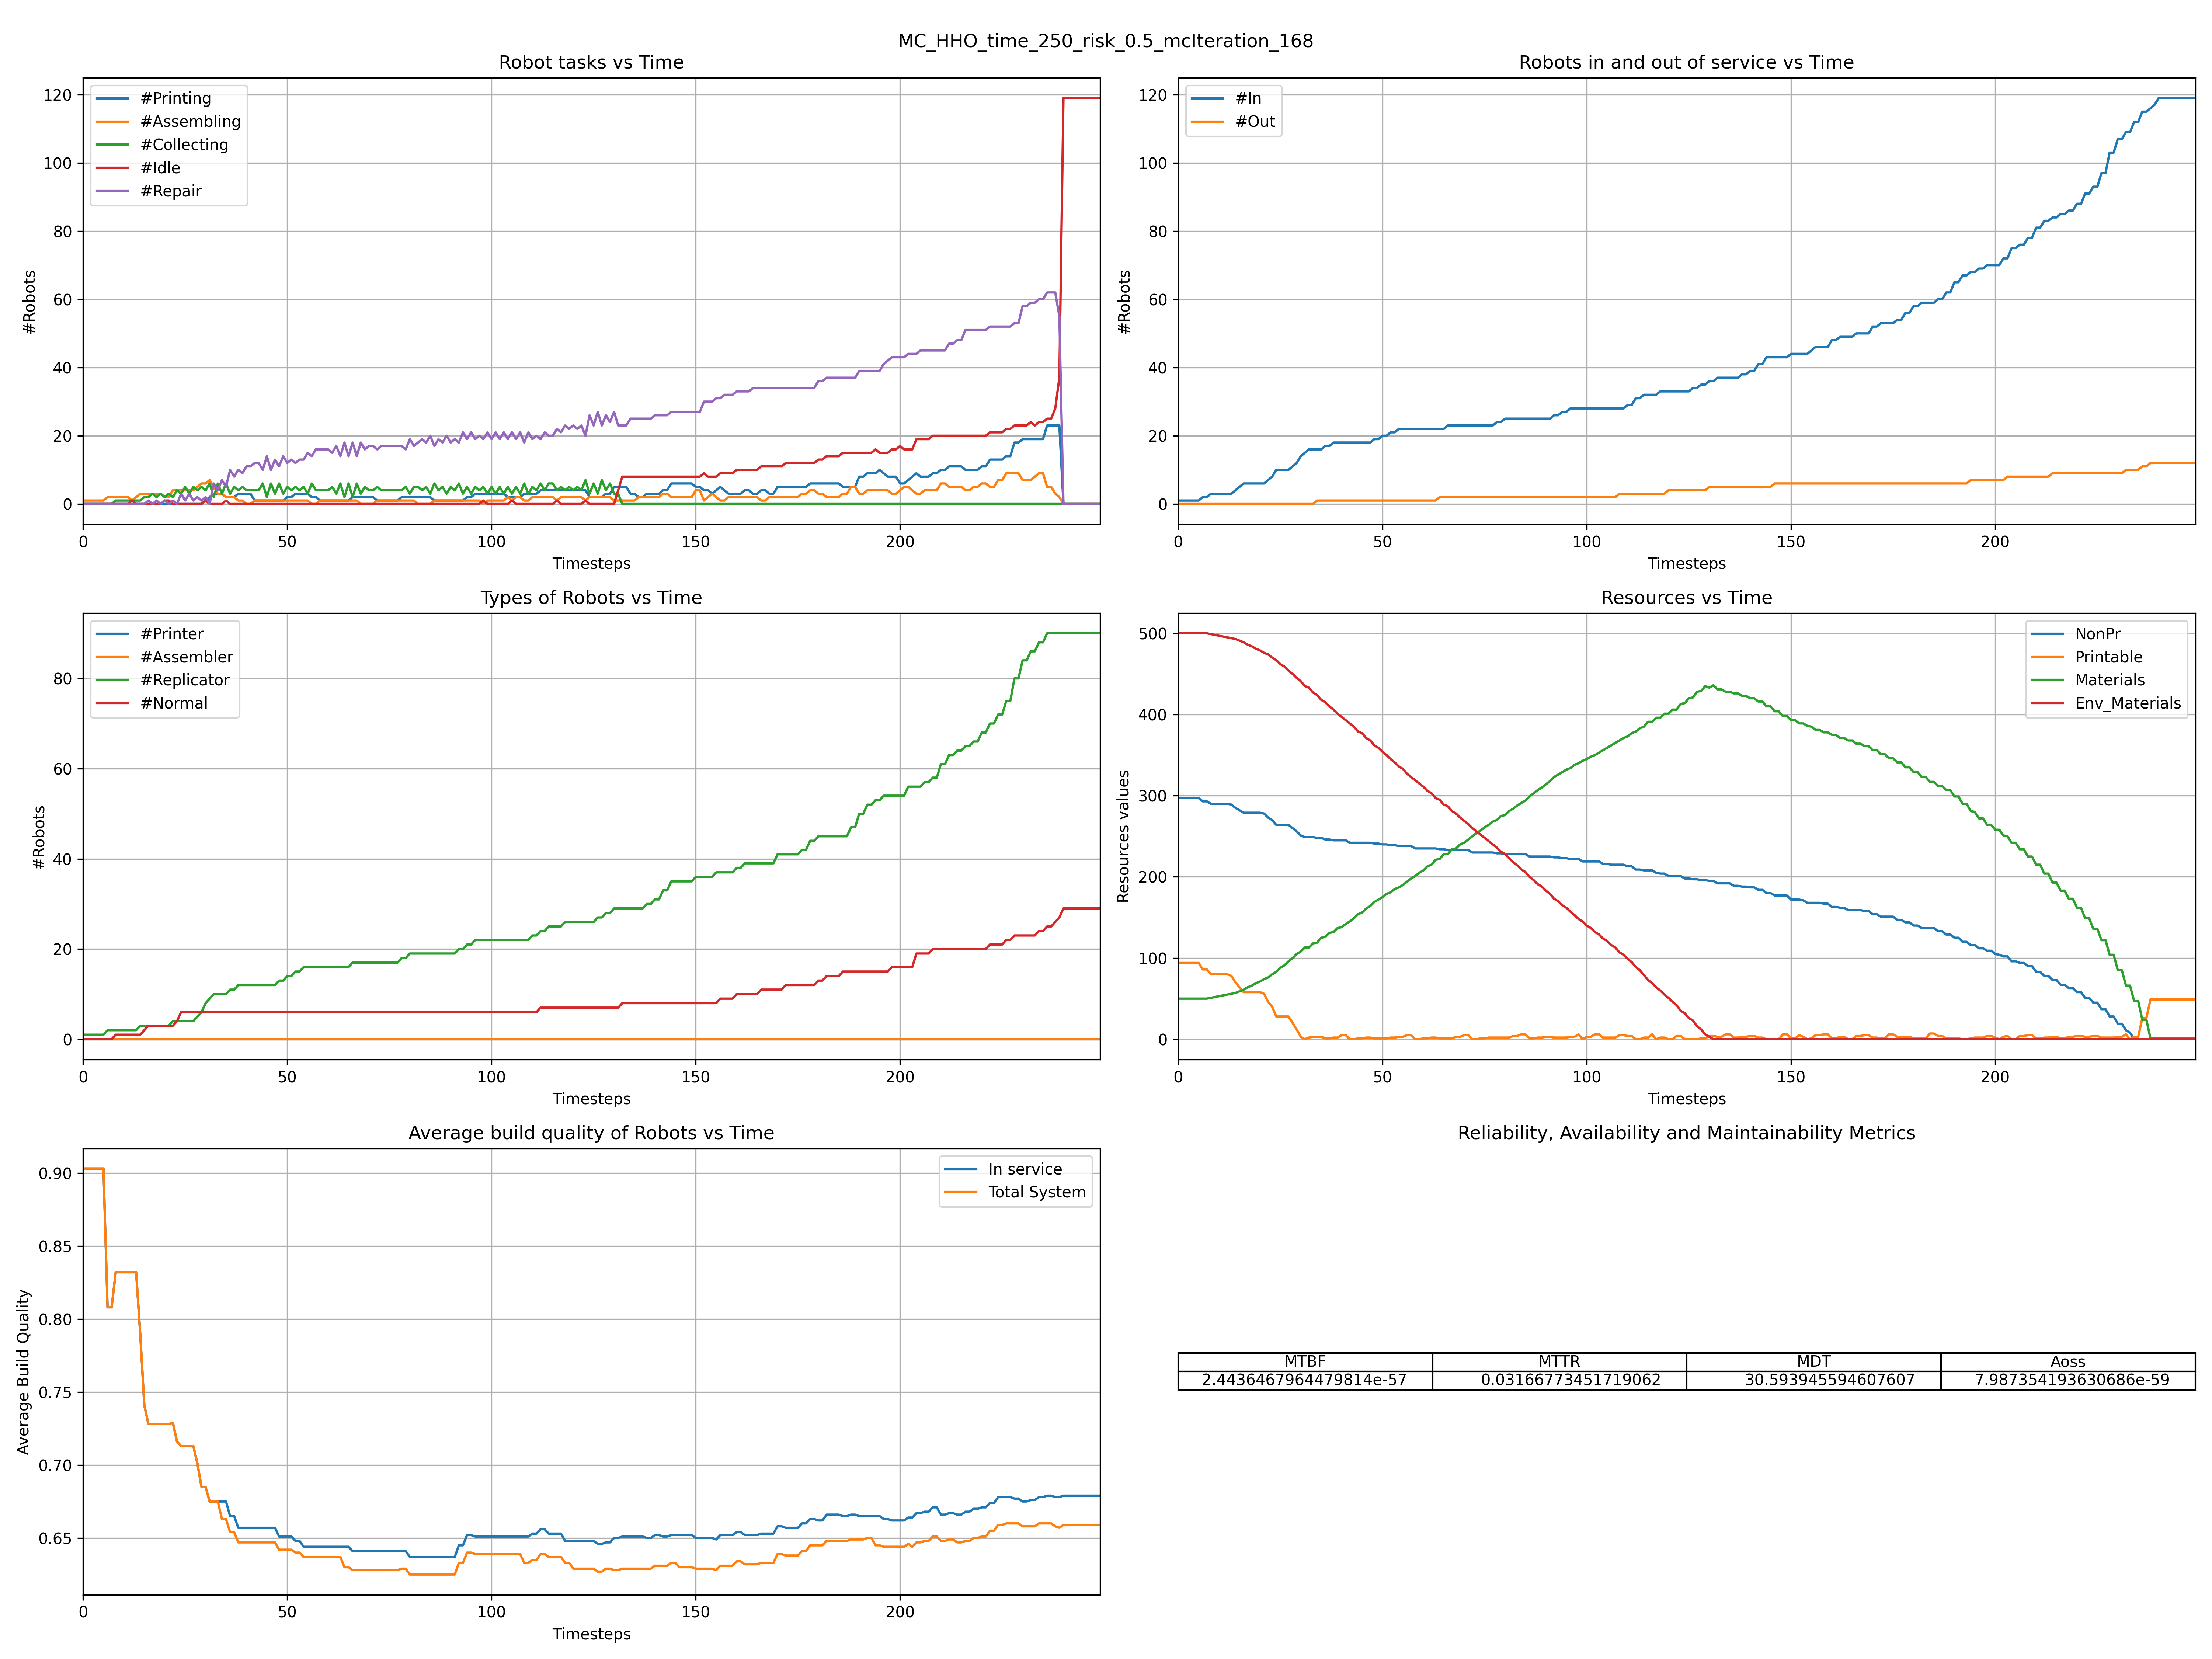 MC_HHO_time_250_risk_0.5_mcIteration_168
Robot tasks vs Time
#Robots
120
100
80
60
40
20
0
#Printing
#Assembling
#Collecting
#Idle
#Repair
0 50 100 150 200
Timesteps
Robots in and out of service vs Time
#Robots
120
100
80
60
40
20
0
#In
#Out
0 50 100 150 200
Timesteps
Types of Robots vs Time
#Robots
80
60
40
20
0
#Printer
#Assembler
#Replicator
#Normal
0 50 100 150 200
Timesteps
Resources vs Time
Resources values
500
400
300
200
100
0
NonPr
Printable
Materials
Env_Materials
0 50 100 150 200
Timesteps
Average build quality of Robots vs Time
Average Build Quality
0.90
0.85
0.80
0.75
0.70
0.65
In service
Total System
0 50 100 150 200
Timesteps
Reliability, Availability and Maintainability Metrics
MTBF MTTR MDT Aoss
2.4436467964479814e-57 0.03166773451719062 30.593945594607607 7.987354193630686e-59